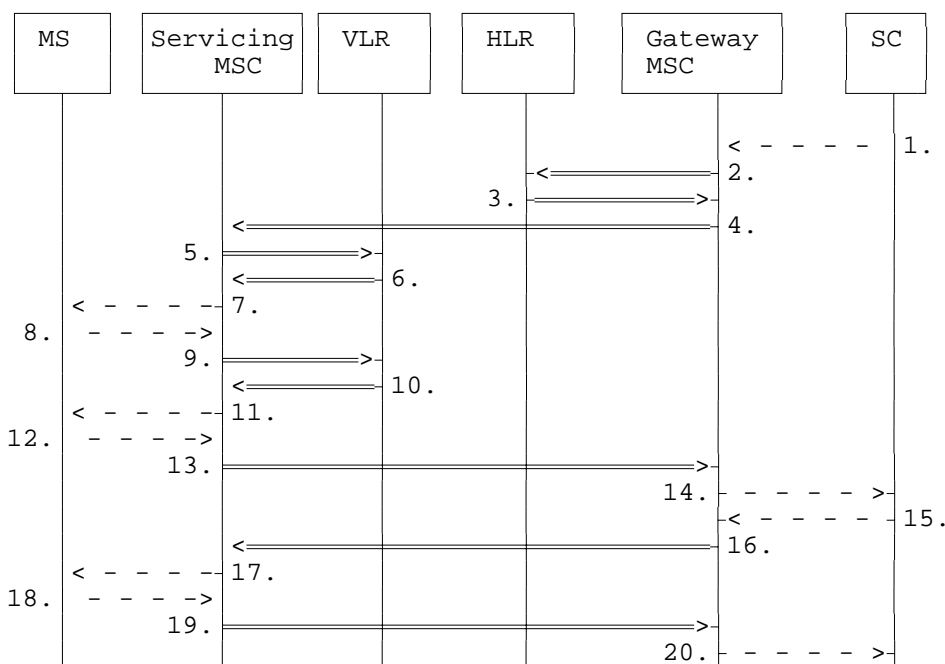 MS
Servicing
MSC
VLR
HLR
Gateway
MSC
SC
1.
2.
3.
4.
5.
6.
7.
8.
9.
10.
11.
12.
13.
14.
15.
16.
17.
18.
19.
20.